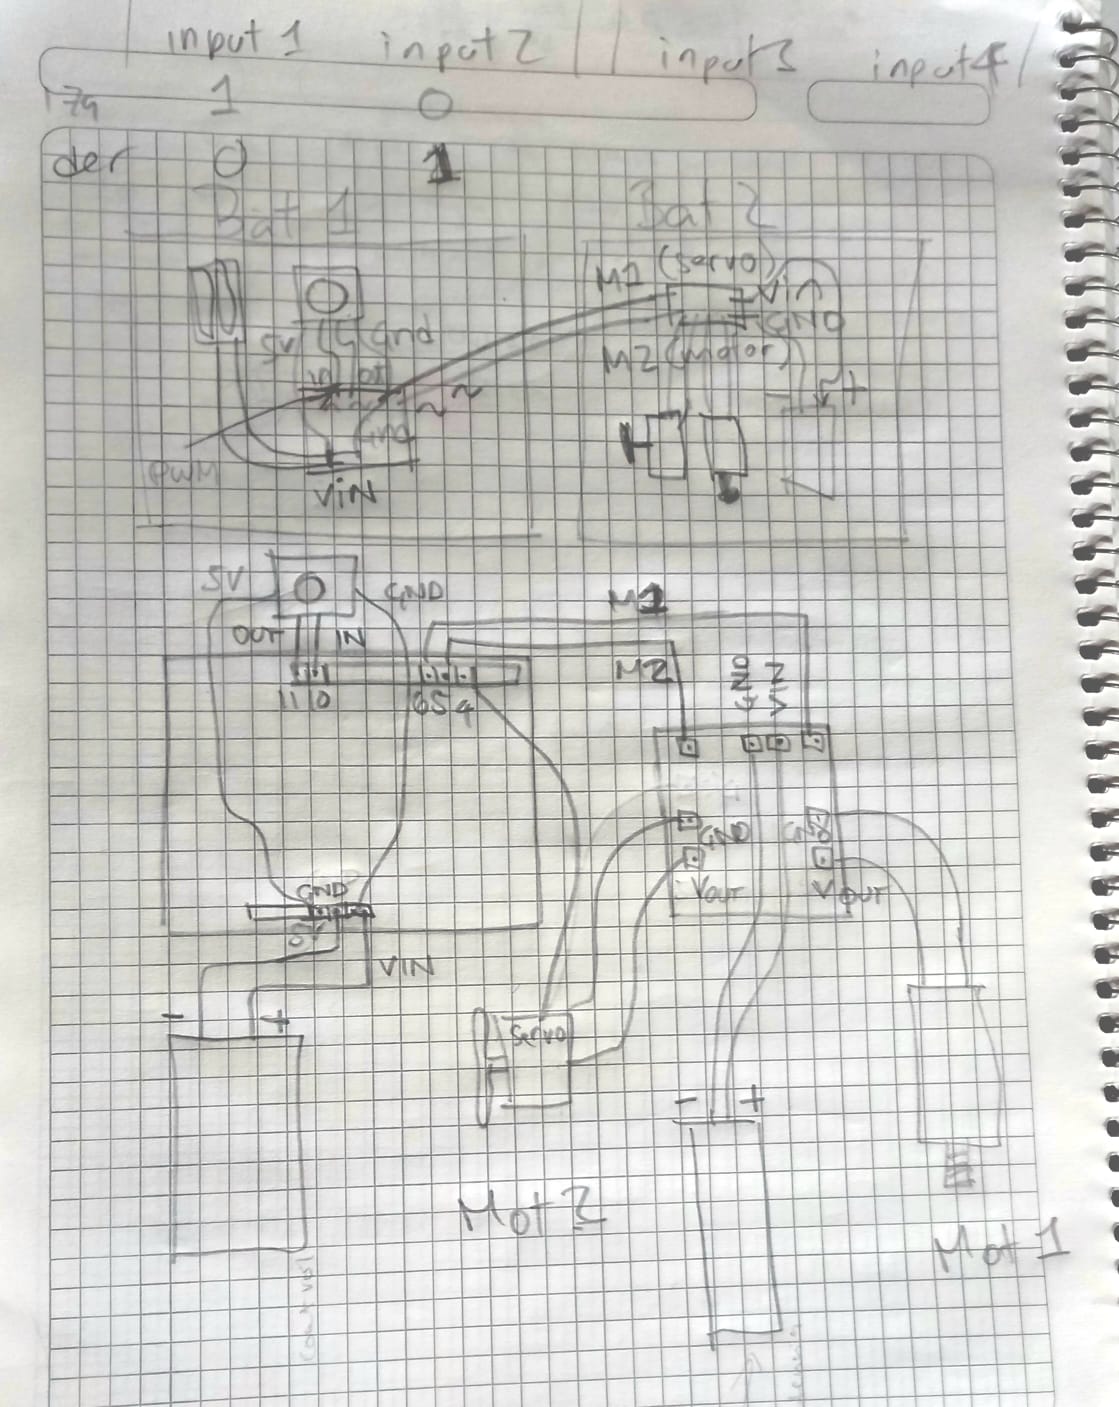 input 1 input 2 input 3 input 4
izq 1 0
der 0 1
Bat 1 Bat 2
M1 (servo)
VIN
5V Gnd GND
M2 (motor)
in
~ ~
- +
Gnd
PWM
VIN
5V GND
M1
OUT IN
M2 GND VIN
11 10 6 5 4
GND GND
VOUT VOUT
GND
5V
VIN
- +
Servo
- +
Mot 2
Mot 1